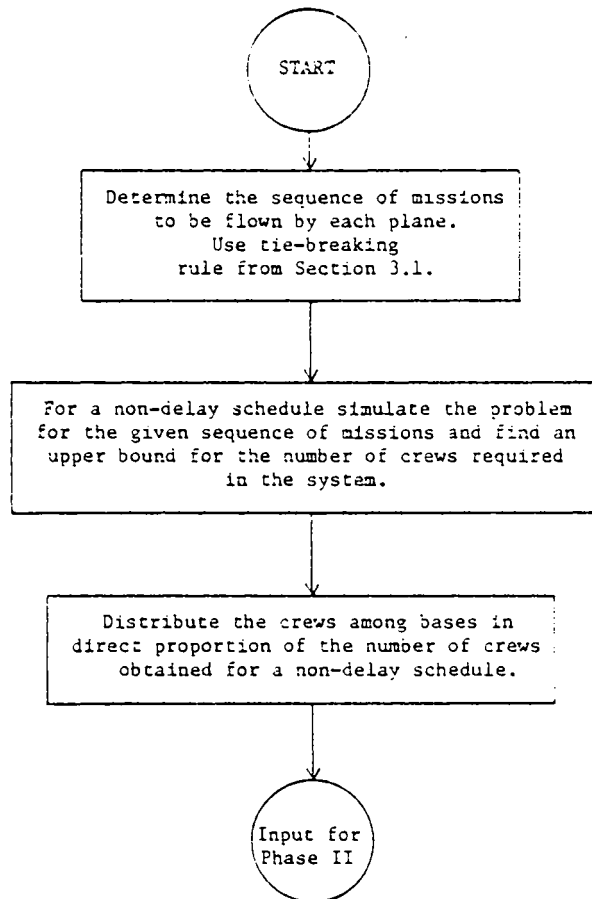 START
Determine the sequence of missions
to be flown by each plane.
Use tie-breaking
rule from Section 3.1.
For a non-delay schedule simulate the problem
for the given sequence of missions and find an
upper bound for the number of crews required
in the system.
Distribute the crews among bases in
direct proportion of the number of crews
obtained for a non-delay schedule.
Input for
Phase II